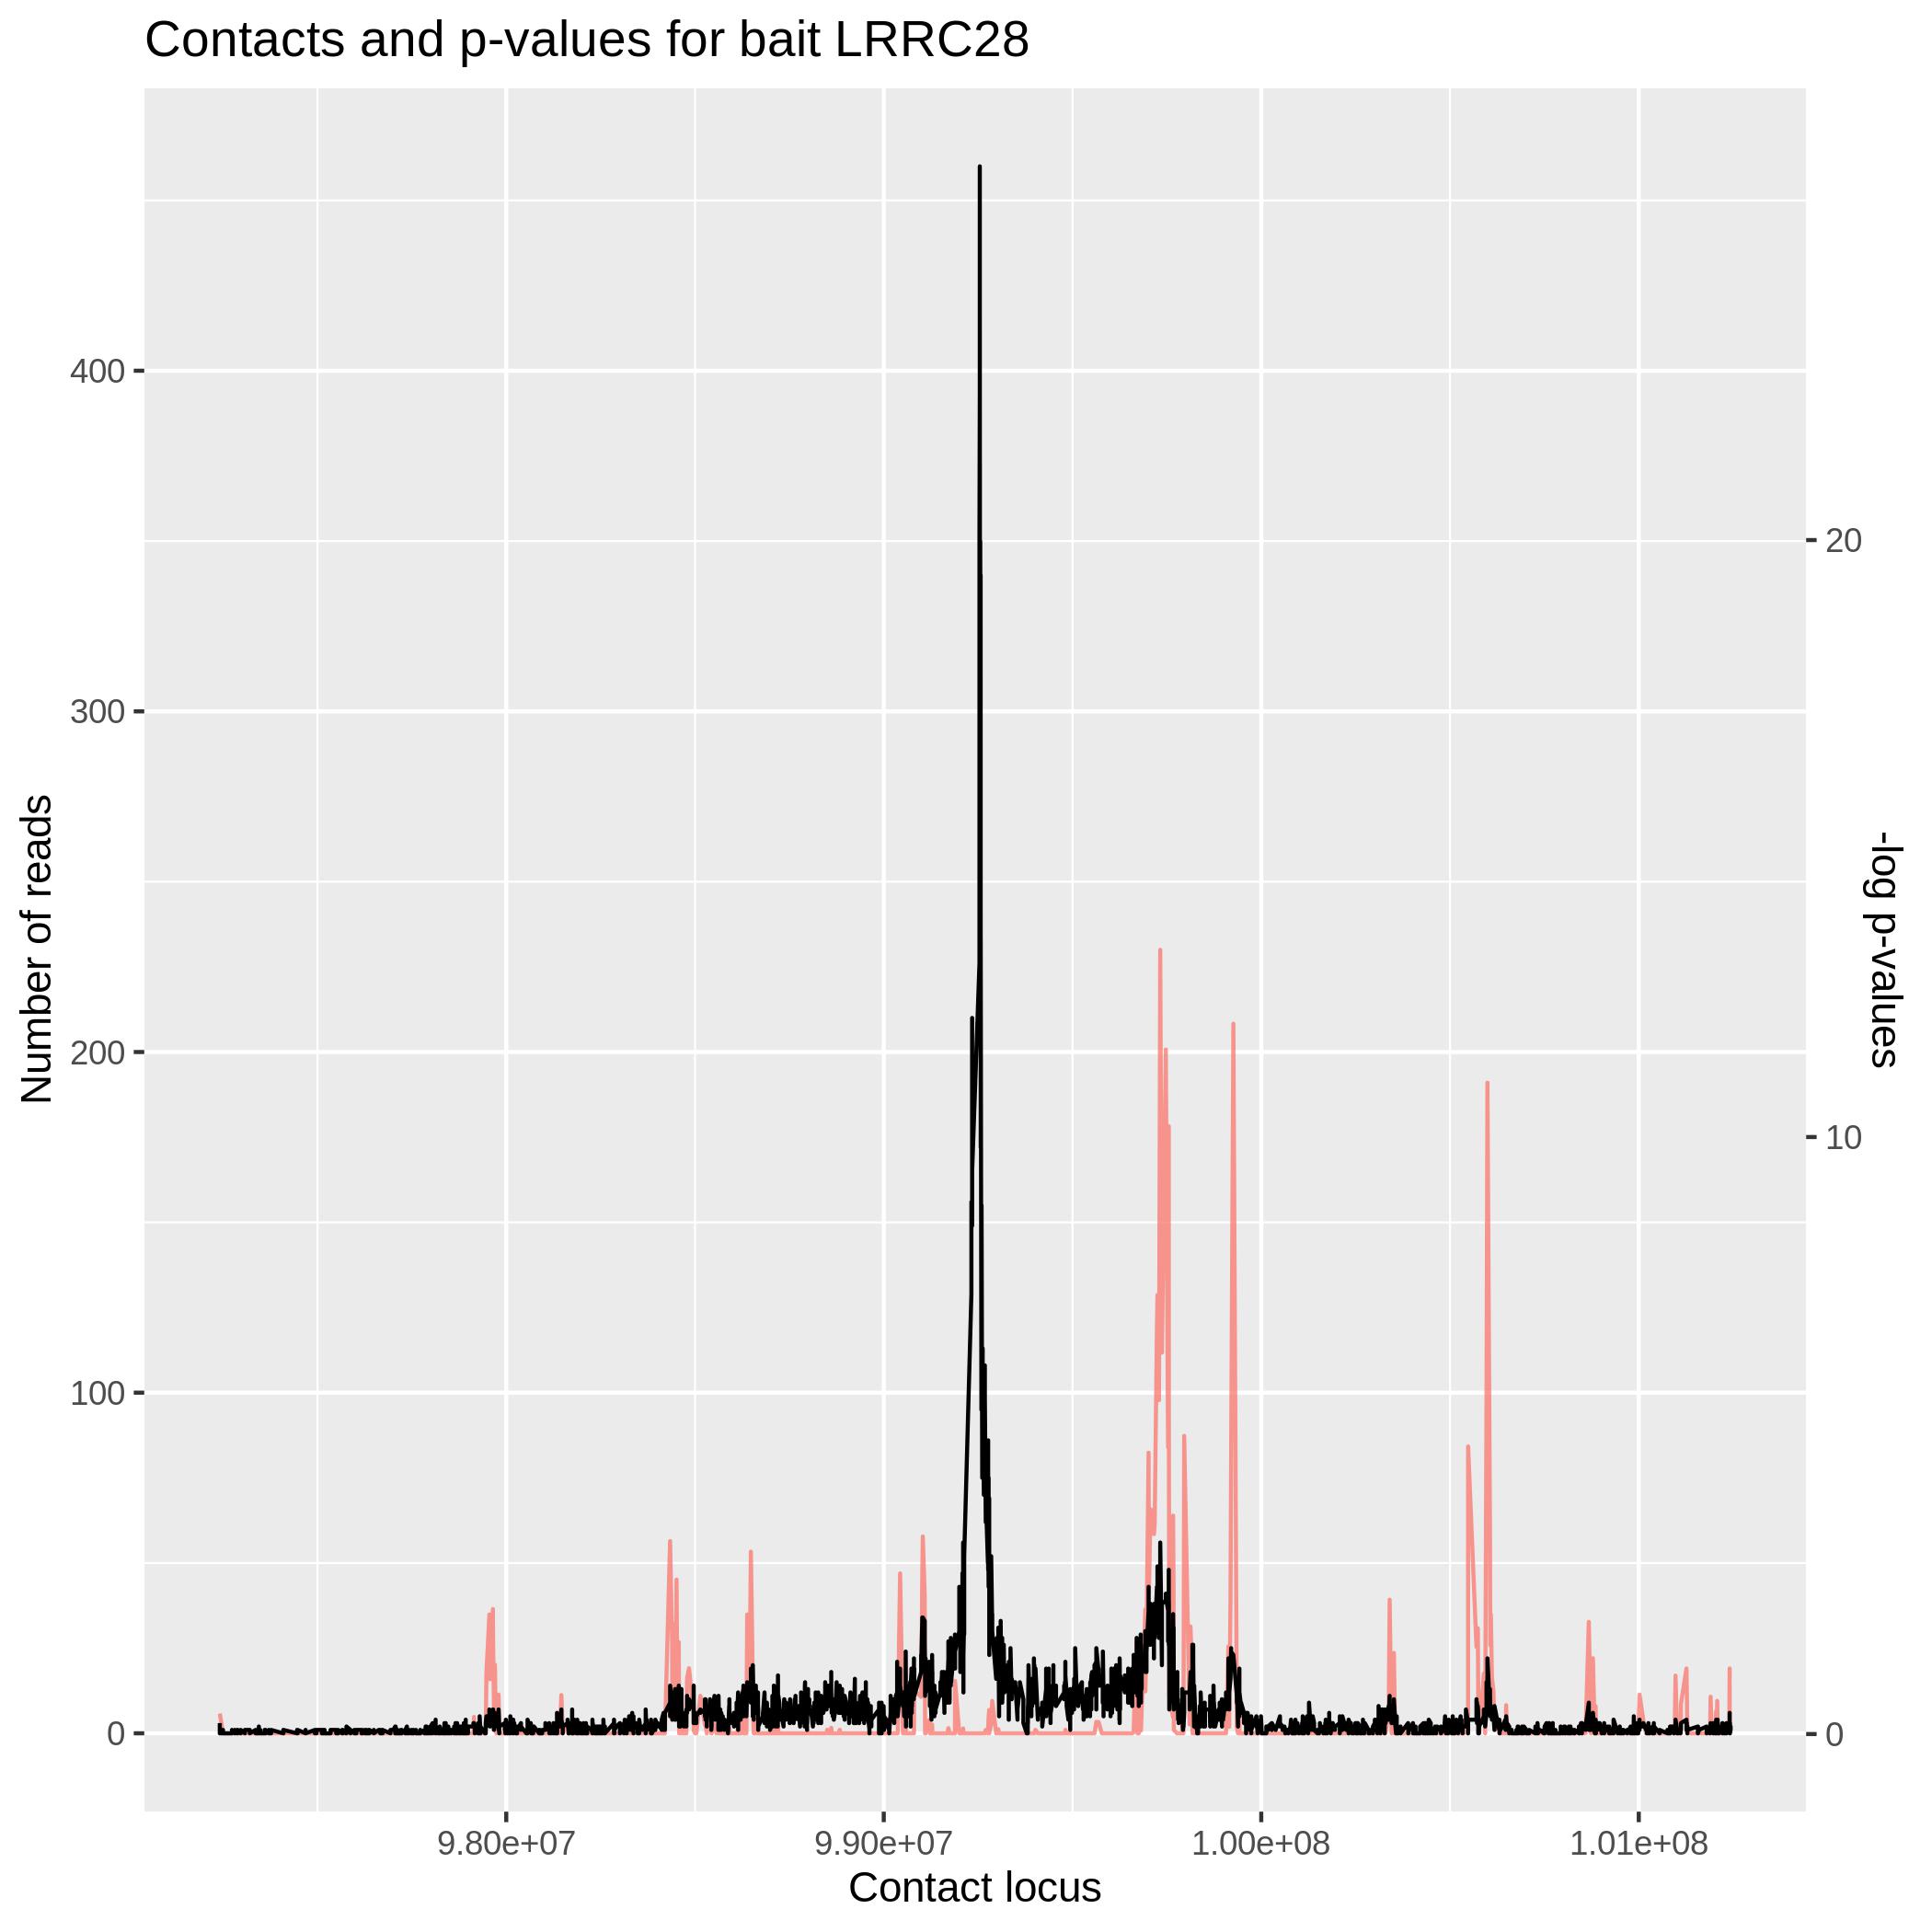 Contacts and p-values for bait LRRC28
400
300
200
100
0
Number of reads
20
10
0
-log p-values
9.80e+07
9.90e+07
1.00e+08
1.01e+08
Contact locus